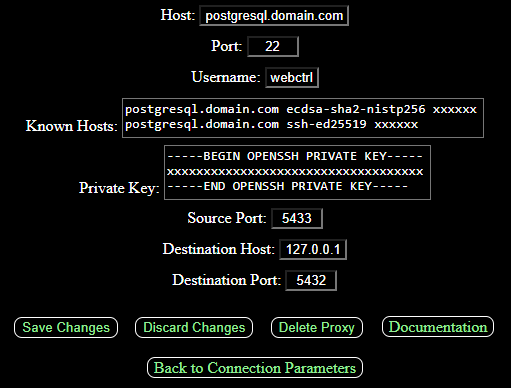 Host: postgresql.domain.com
Port: 22
Username: webctrl
Known Hosts: postgresql.domain.com ecdsa-sha2-nistp256 xxxxxx
postgresql.domain.com ssh-ed25519 xxxxxx
Private Key: -----BEGIN OPENSSH PRIVATE KEY-----
xxxxxxxxxxxxxxxxxxxxxxxxxxxxxxxxxxx
-----END OPENSSH PRIVATE KEY-----
Source Port: 5433
Destination Host: 127.0.0.1
Destination Port: 5432
Save Changes Discard Changes Delete Proxy Documentation
Back to Connection Parameters